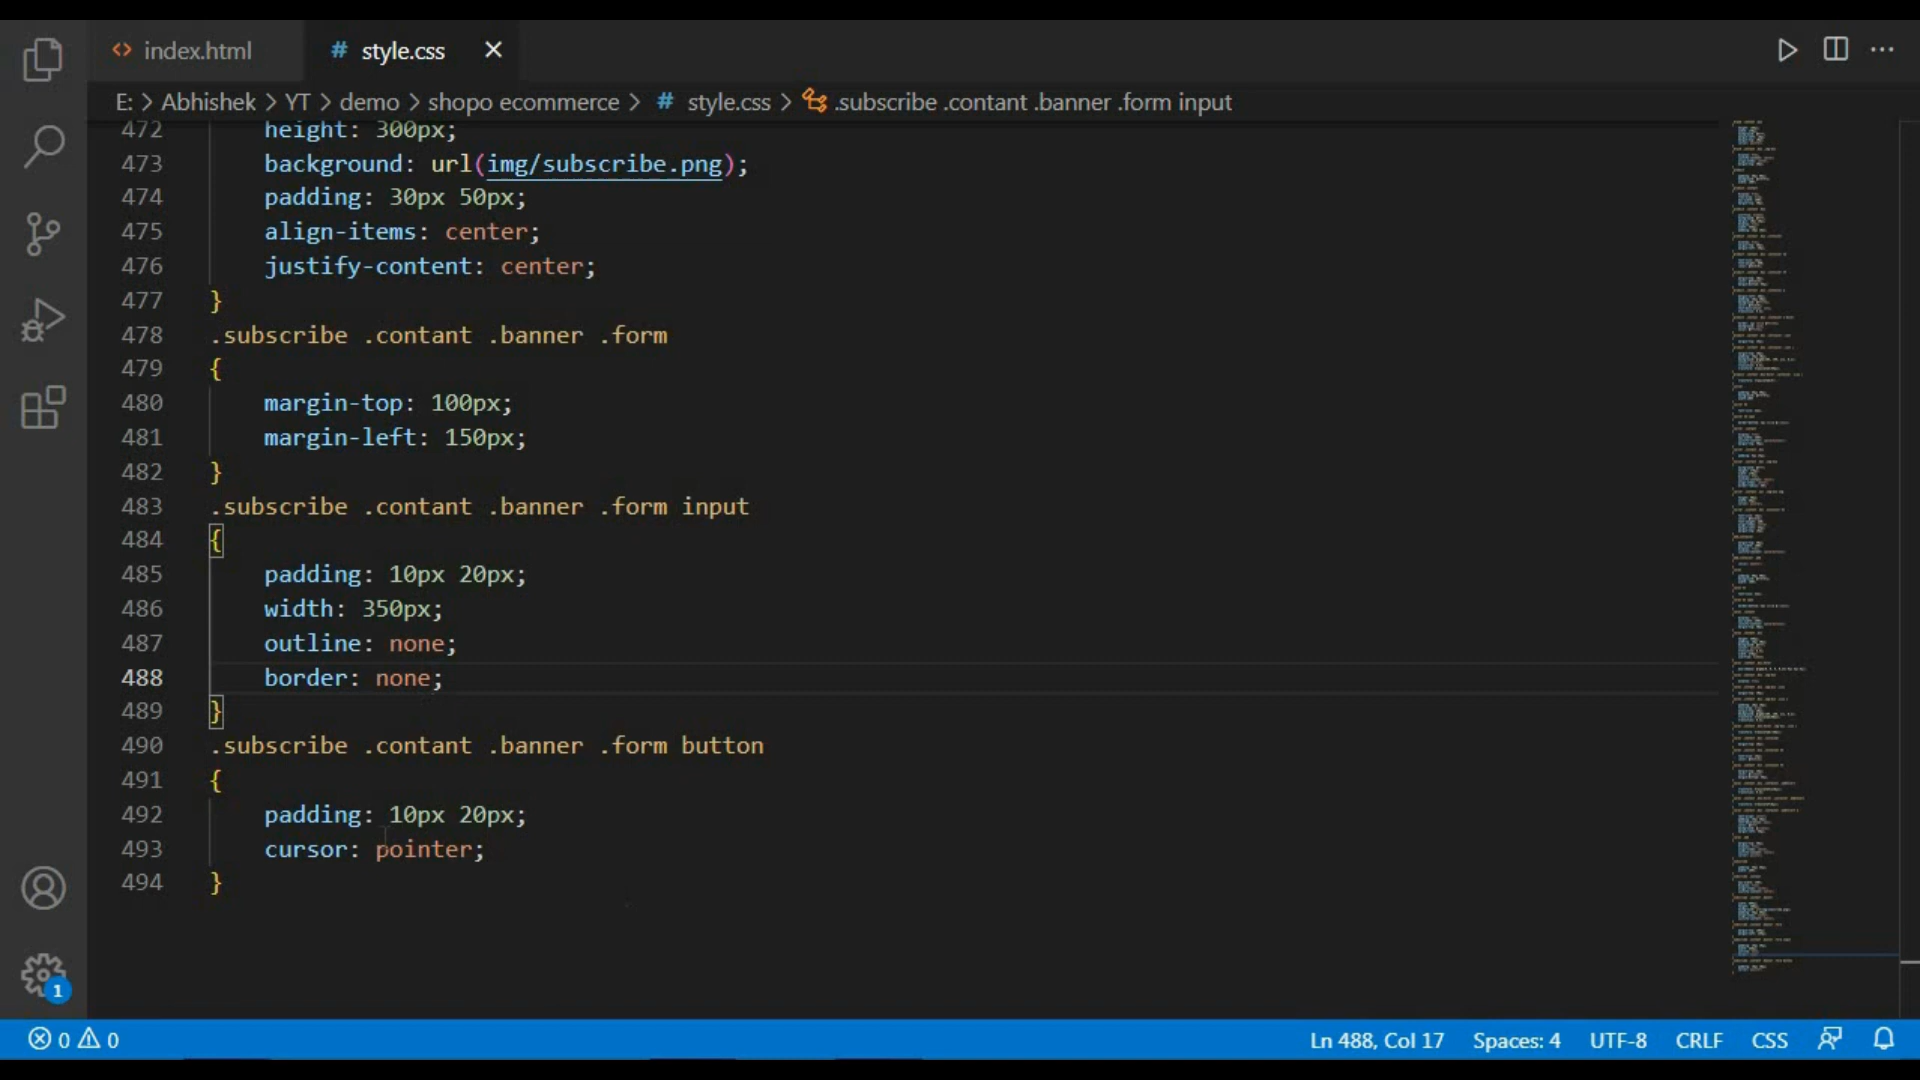 index.html
style.css
E: > Abhishek > YT > demo > shopo ecommerce > # style.css > .subscribe .contant .banner .form input
472 height: 300px;
473 background: url(img/subscribe.png);
474 padding: 30px 50px;
475 align-items: center;
476 justify-content: center;
477 }
478 .subscribe .contant .banner .form
479 {
480 margin-top: 100px;
481 margin-left: 150px;
482 }
483 .subscribe .contant .banner .form input
484 {
485 padding: 10px 20px;
486 width: 350px;
487 outline: none;
488 border: none;
489 }
490 .subscribe .contant .banner .form button
491 {
492 padding: 10px 20px;
493 cursor: pointer;
494 }
1
0 0
Ln 488, Col 17 Spaces: 4 UTF-8 CRLF CSS